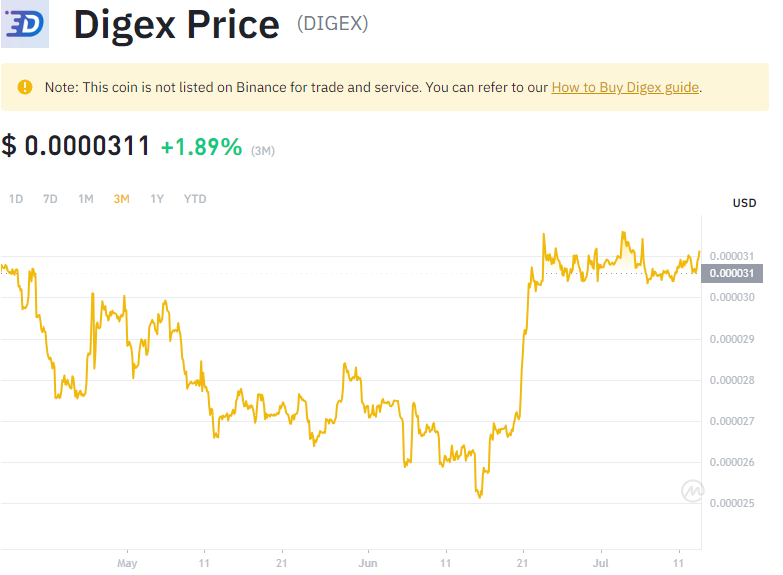 3D
Digex Price (DIGEX)
Note: This coin is not listed on Binance for trade and service. You can refer to our How to Buy Digex guide.
$ 0.0000311 +1.89% (3M)
1D 7D 1M 3M 1Y YTD
USD
0.000031
0.000031
0.000030
0.000029
0.000028
0.000027
0.000026
0.000025
May 11 21 Jun 11 21 Jul 11